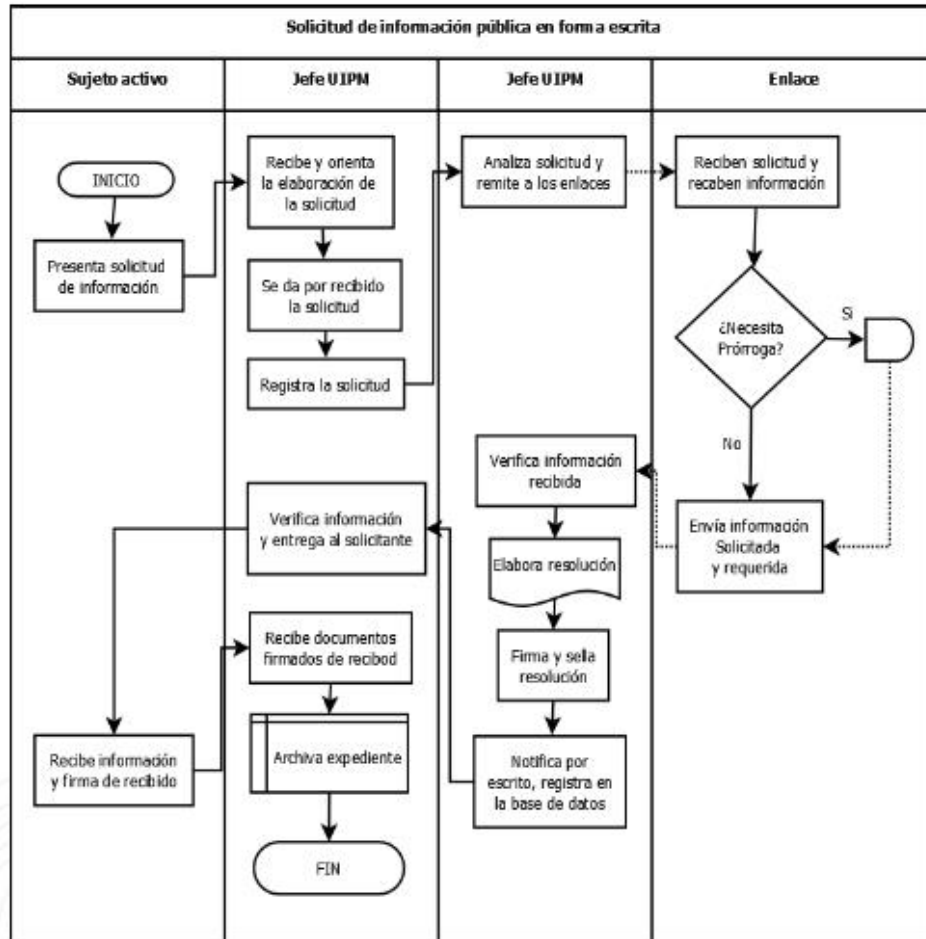 Solicitud de información pública en forma escrita
Sujeto activo
Jefe UIPM
Jefe UIPM
Enlace
INICIO
Presenta solicitud
de información
Recibe y orienta
la elaboración de
la solicitud
Se da por recibido
la solicitud
Registra la solicitud
Analiza solicitud y
remite a los enlaces
Reciben solicitud y
recaben información
¿Necesita
Prórroga?
Si
No
Envía información
Solicitada
y requerida
Verifica información
recibida
Elabora resolución
Firma y sella
resolución
Notifica por
escrito, registra en
la base de datos
Verifica información
y entrega al solicitante
Recibe información
y firma de recibido
Recibe documentos
firmados de recibod
Archiva expediente
FIN